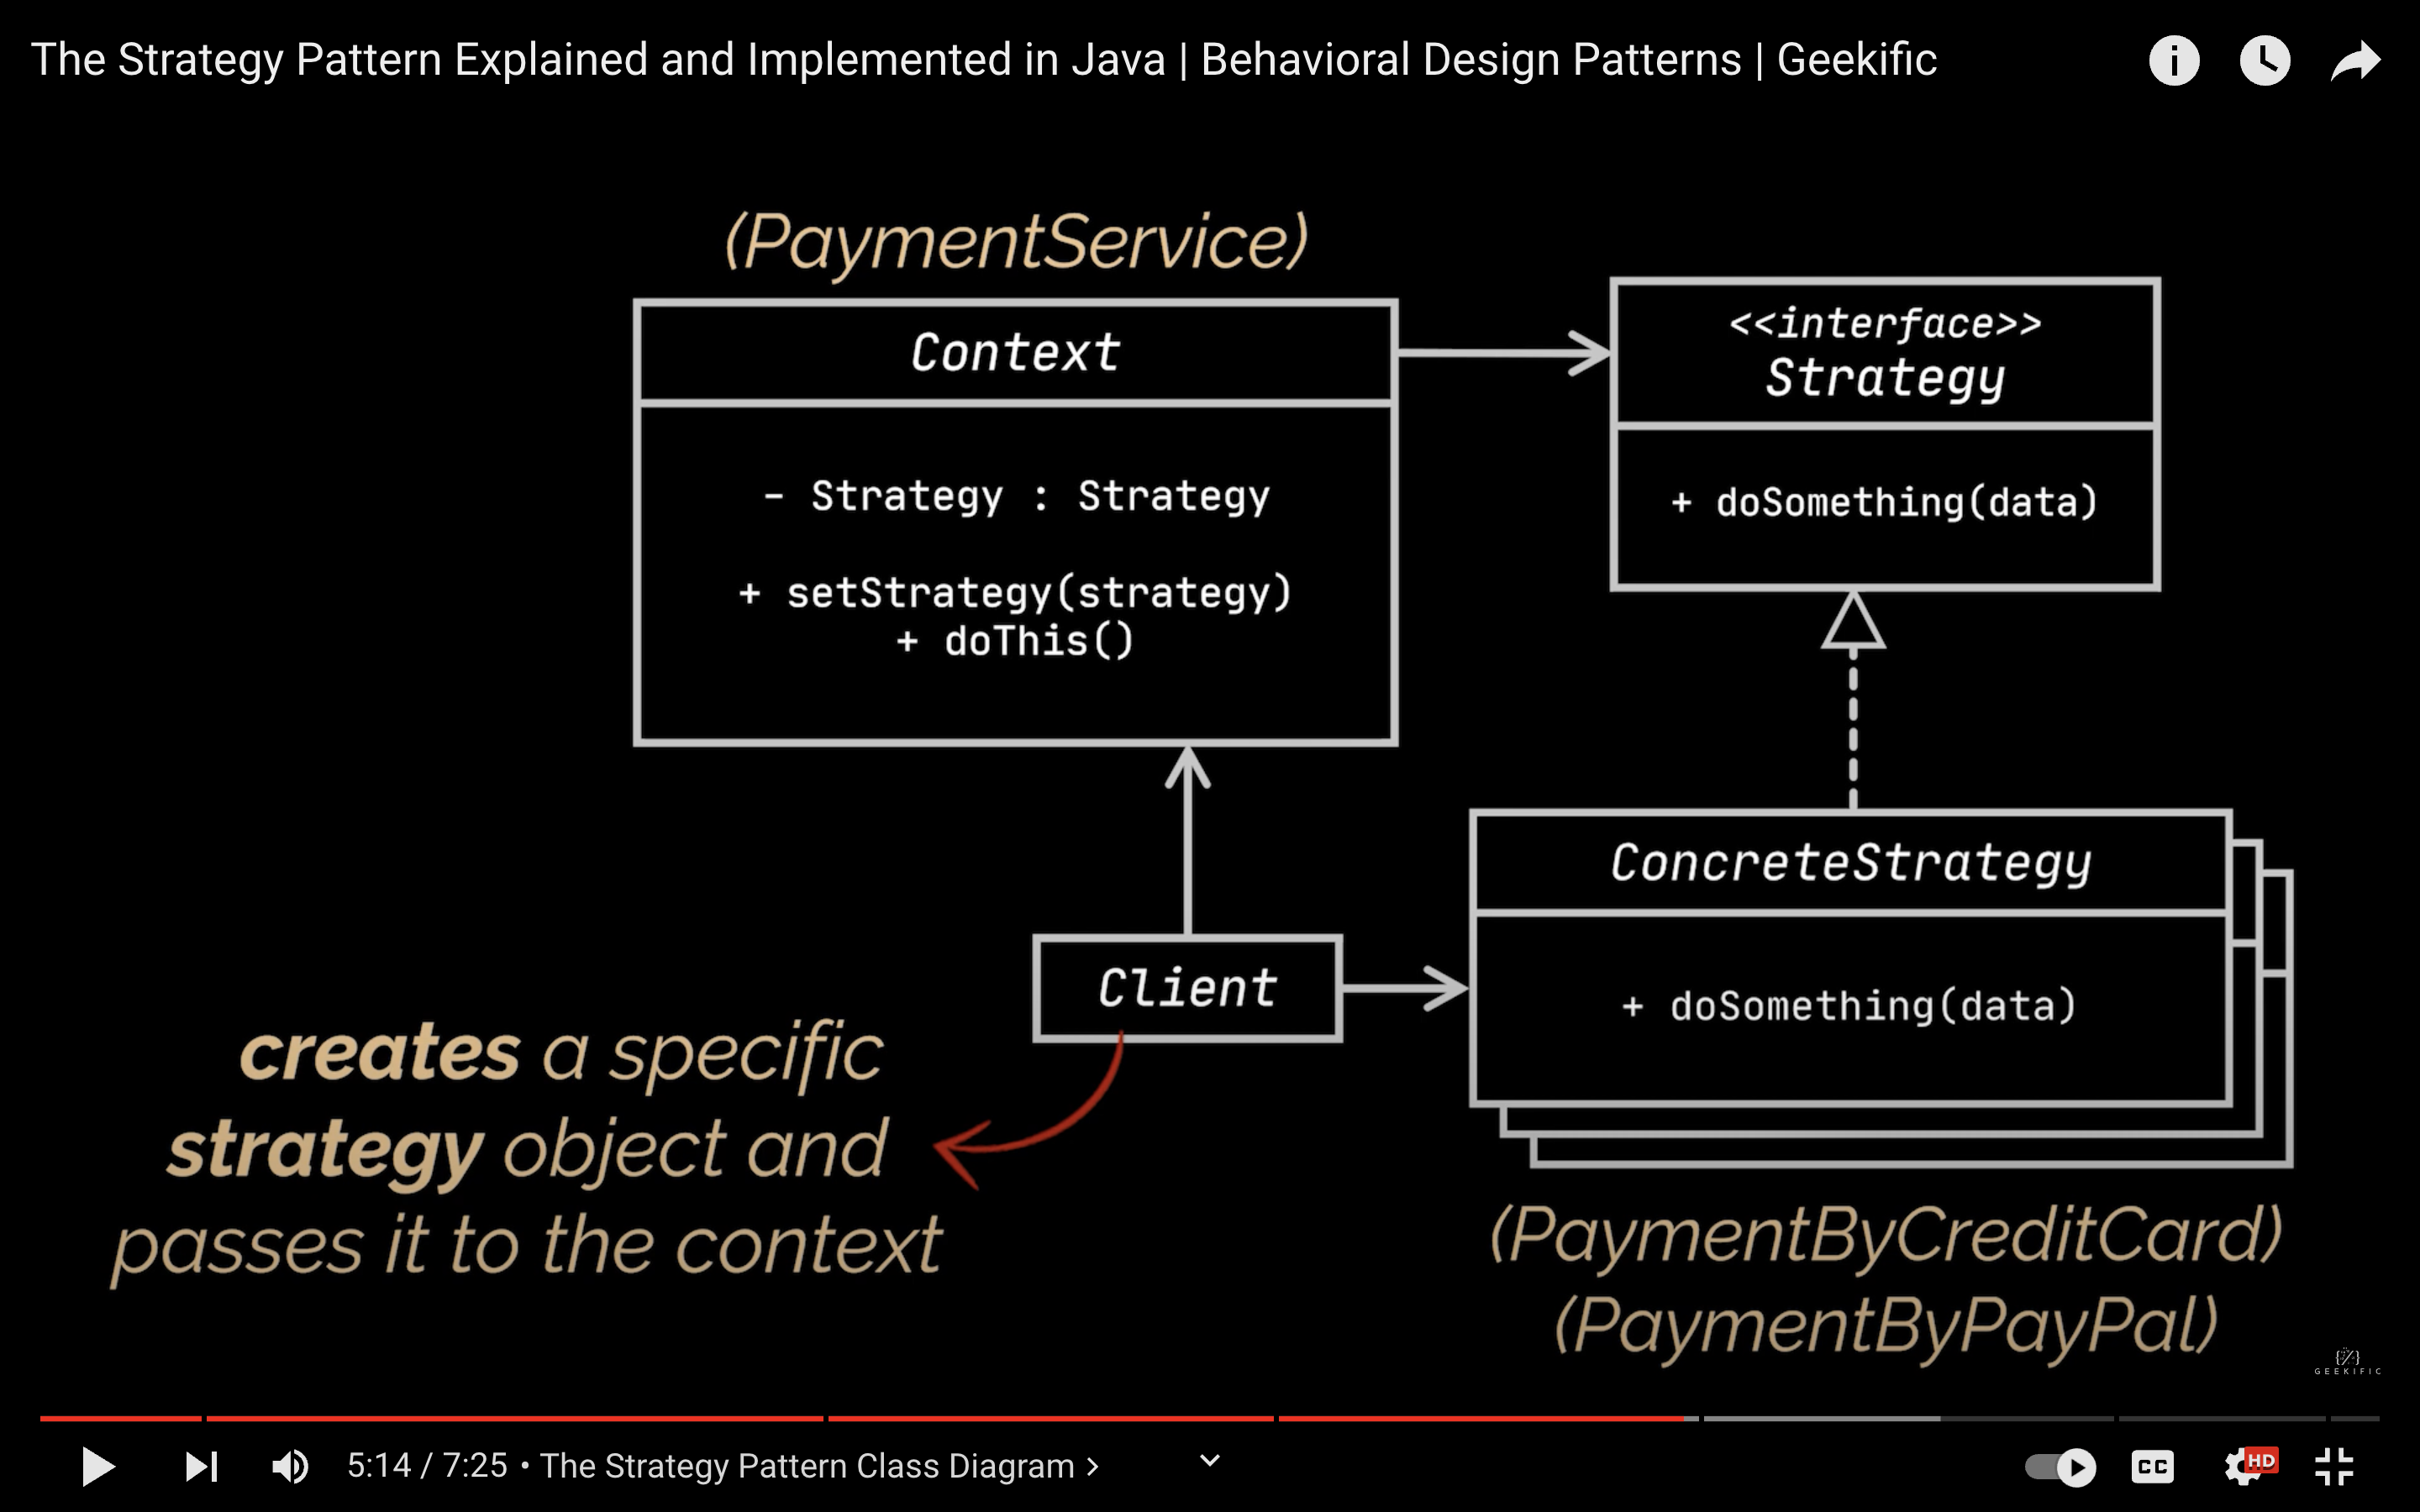 The Strategy Pattern Explained and Implemented in Java | Behavioral Design Patterns | Geekific
(PaymentService)
Context
- Strategy : Strategy
+ setStrategy(strategy)
+ doThis()
<<interface>>
Strategy
+ doSomething(data)
Client
ConcreteStrategy
+ doSomething(data)
creates a specific
strategy object and
passes it to the context
(PaymentByCreditCard)
(PaymentByPayPal)
{/}
GEEKIFIC
5:14 / 7:25 • The Strategy Pattern Class Diagram >
CC
HD